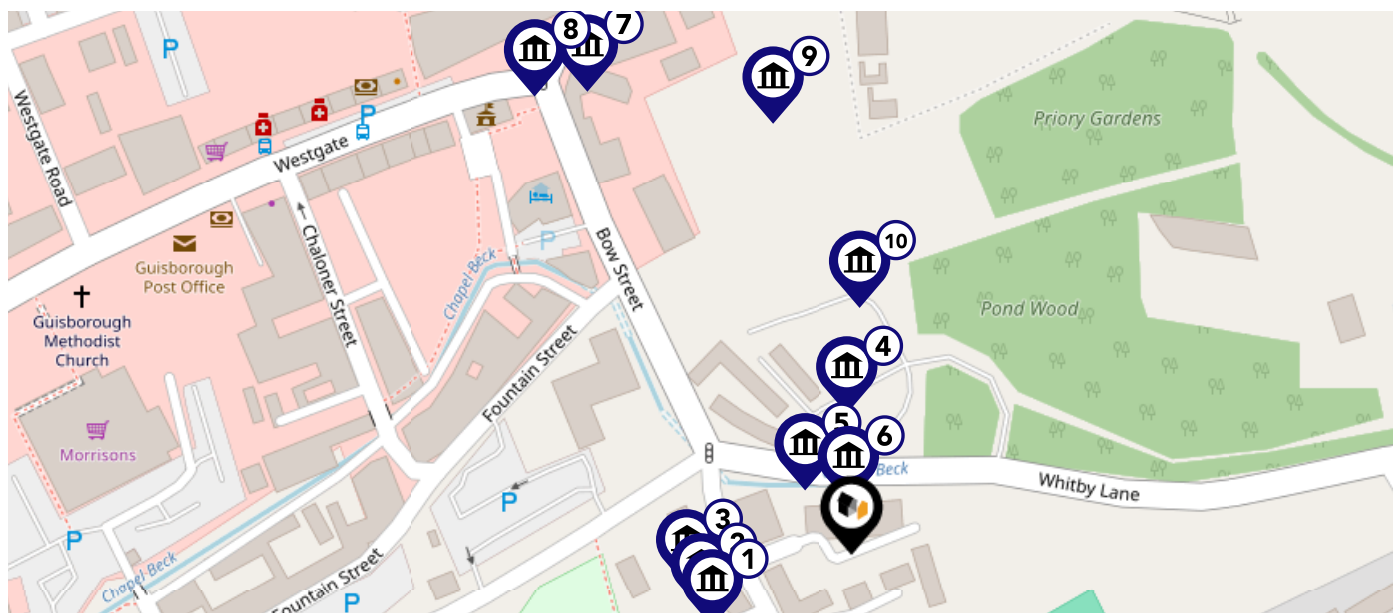 8
7
9
P
Westgate Road
P
Westgate
Priory Gardens
Guisborough
Post Office
Chaloner Street
Chapel Beck
P
Bow Street
10
Pond Wood
Guisborough
Methodist
Church
Fountain Street
4
5
6
Morrisons
Beck
Whitby Lane
P
P
3
2
1
Chapel Beck
Fountain Street
P